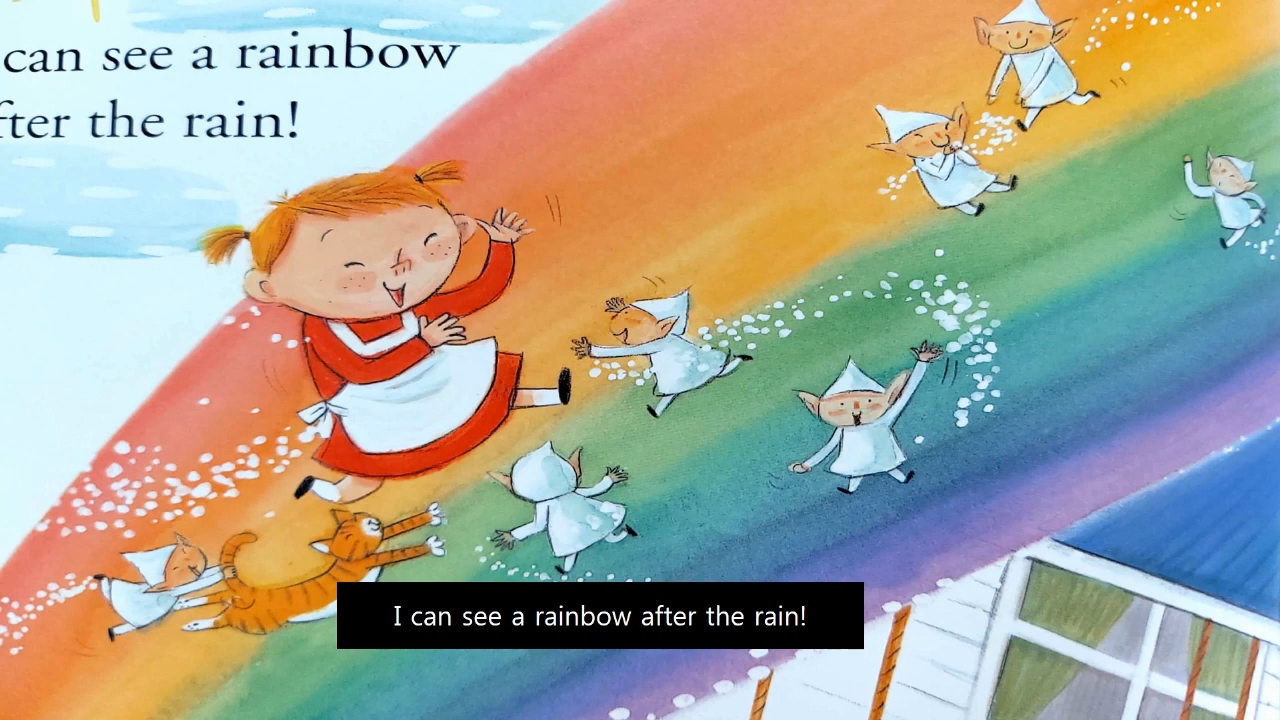 can see a rainbow
fter the rain!
I can see a rainbow after the rain!